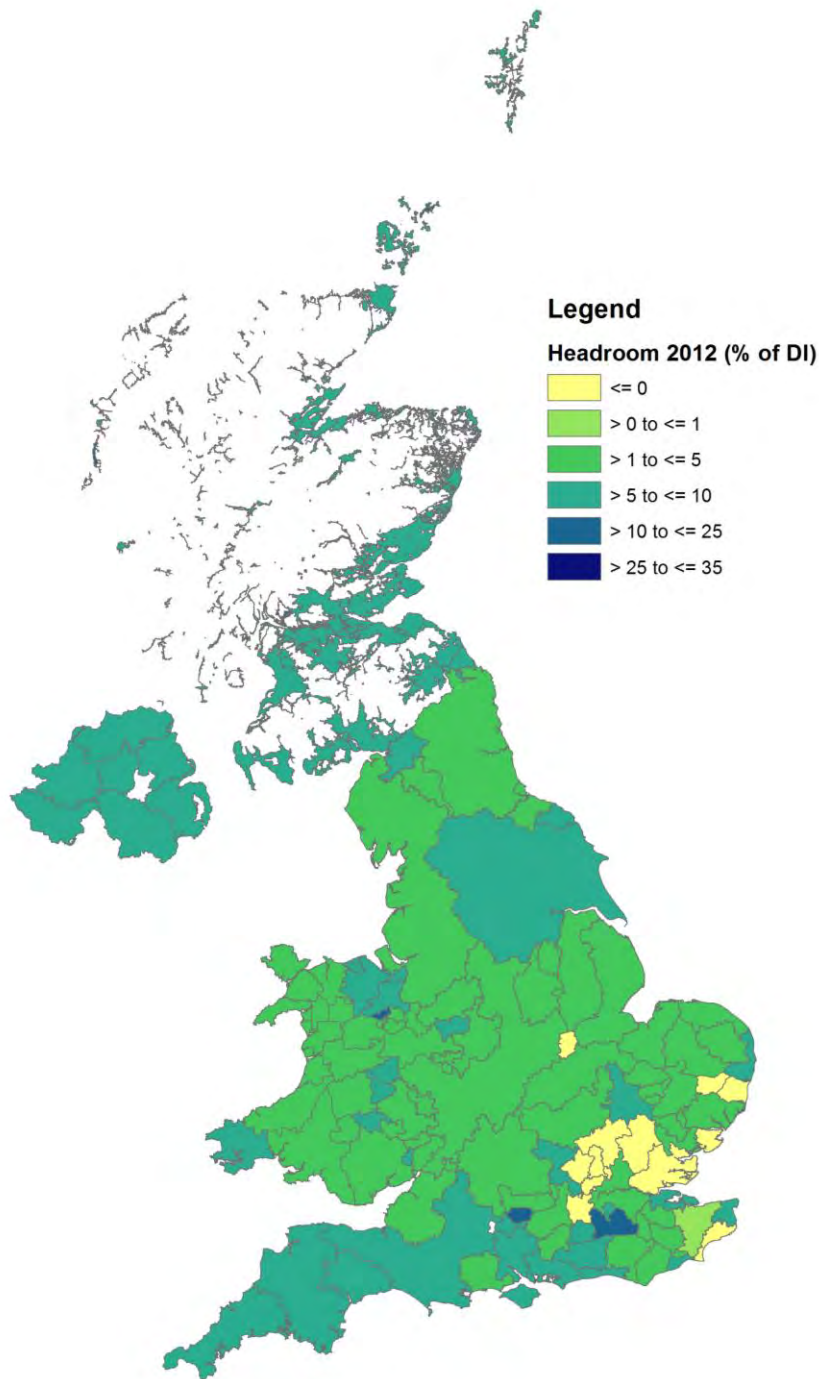 Legend
Headroom 2012 (% of DI)
<= 0
> 0 to <= 1
> 1 to <= 5
> 5 to <= 10
> 10 to <= 25
> 25 to <= 35